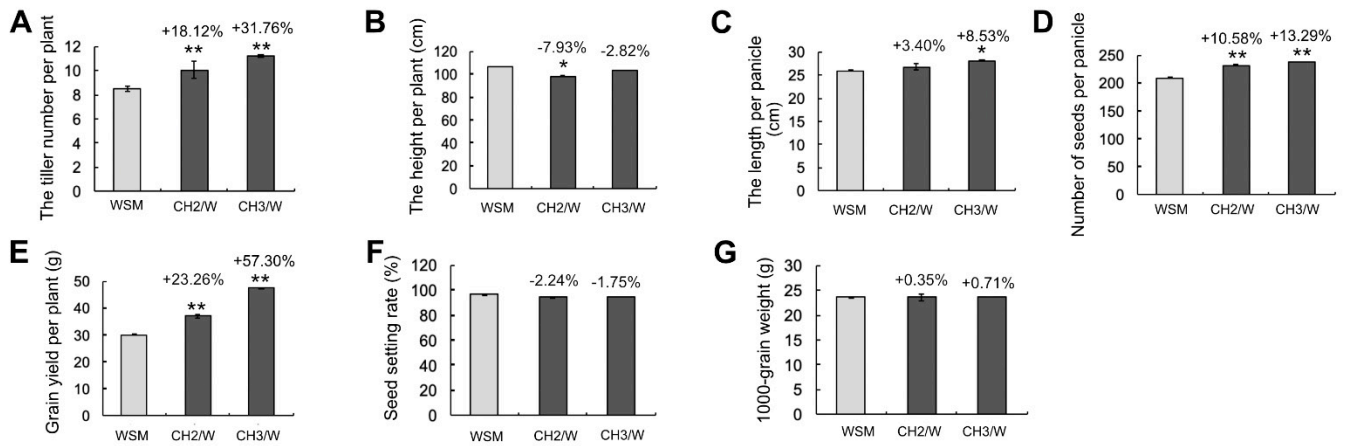 A
The tiller number per plant
12
10
8
6
4
2
0
+18.12%
**
+31.76%
**
WSM
CH2/W
CH3/W
B
The height per plant (cm)
120
100
80
60
40
20
0
-7.93%
*
-2.82%
WSM
CH2/W
CH3/W
C
The length per panicle
(cm)
30
25
20
15
10
5
0
+3.40%
+8.53%
*
WSM
CH2/W
CH3/W
D
Number of seeds per panicle
250
200
150
100
50
0
+10.58%
**
+13.29%
**
WSM
CH2/W
CH3/W
E
Grain yield per plant (g)
50
40
30
20
10
0
+23.26%
**
+57.30%
**
WSM
CH2/W
CH3/W
F
Seed setting rate (%)
120
100
80
60
40
20
0
-2.24%
-1.75%
WSM
CH2/W
CH3/W
G
1000-grain weight (g)
30
25
20
15
10
5
0
+0.35%
+0.71%
WSM
CH2/W
CH3/W